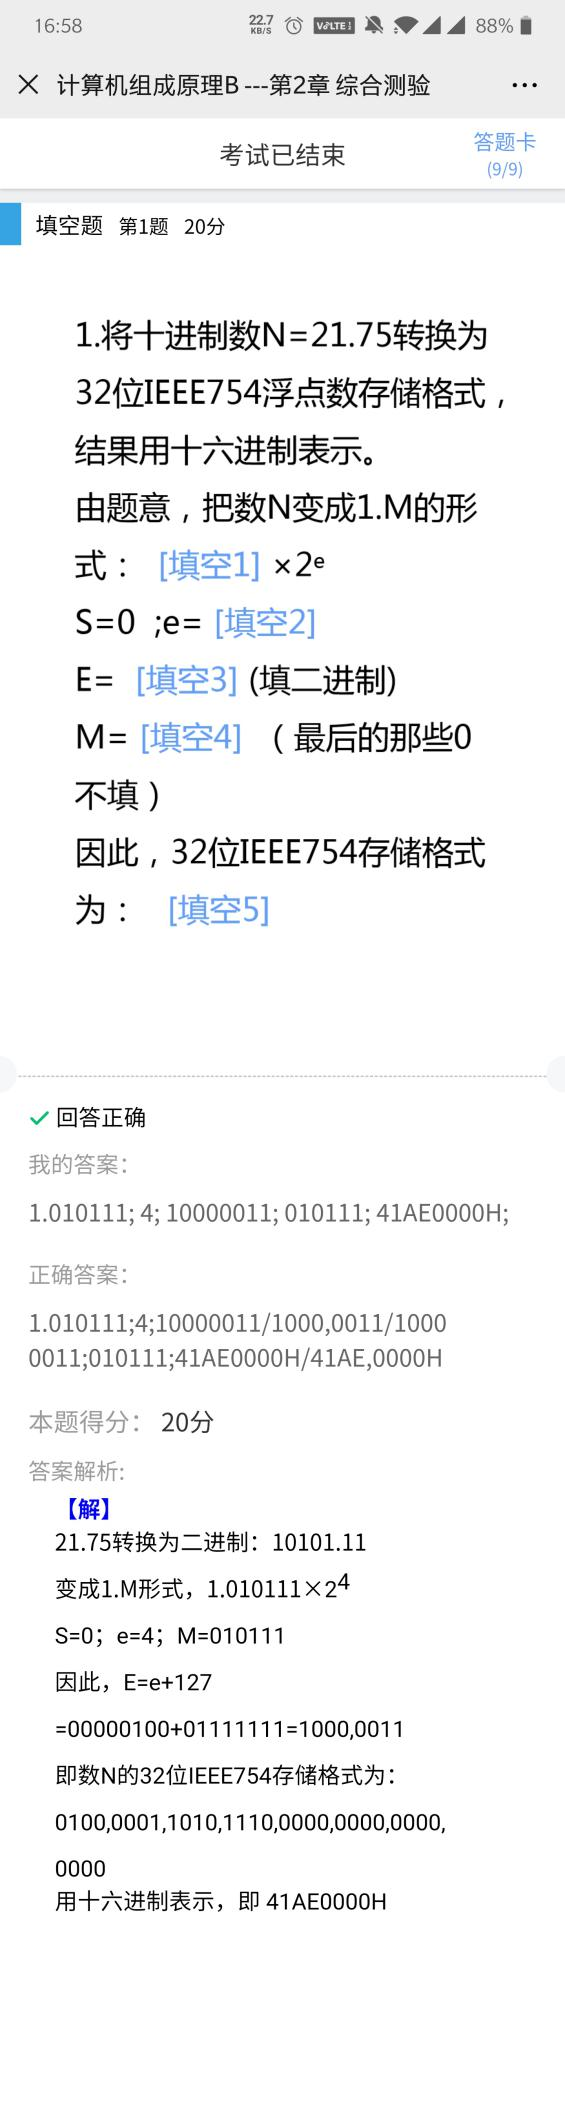 16:58
22.7
KB/S
VoLTE
88%
计算机组成原理B ---第2章 综合测验
考试已结束
答题卡
(9/9)
填空题 第1题 20分
1.将十进制数N=21.75转换为
32位IEEE754浮点数存储格式，
结果用十六进制表示。
由题意，把数N变成1.M的形
式： [填空1] ×2ᵉ
S=0 ;e= [填空2]
E= [填空3] (填二进制)
M= [填空4] （最后的那些0
不填）
因此，32位IEEE754存储格式
为： [填空5]
回答正确
我的答案：
1.010111; 4; 10000011; 010111; 41AE0000H;
正确答案：
1.010111;4;10000011/1000,0011/1000
0011;010111;41AE0000H/41AE,0000H
本题得分： 20分
答案解析:
【解】
21.75转换为二进制：10101.11
变成1.M形式，1.010111×2⁴
S=0；e=4；M=010111
因此，E=e+127
=00000100+01111111=1000,0011
即数N的32位IEEE754存储格式为：
0100,0001,1010,1110,0000,0000,0000,
0000
用十六进制表示，即 41AE0000H